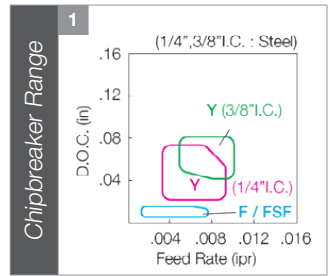 Chipbreaker Range
1
(1/4",3/8"I.C. : Steel)
D.O.C. (in)
.16
.12
.08
.04
Y (3/8"I.C.)
Y
(1/4"I.C.)
F / FSF
.004 .008 .012 .016
Feed Rate (ipr)